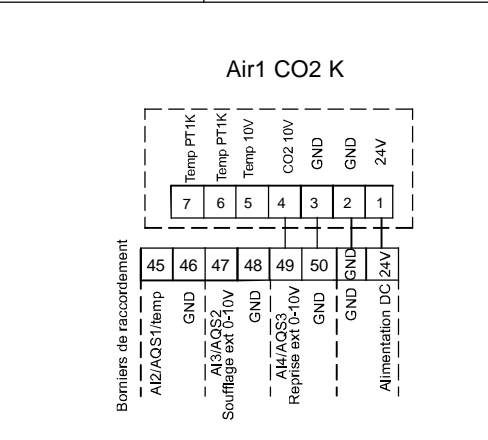 Air1 CO2 K
Temp PT1K
Temp PT1K
Temp 10V
CO2 10V
GND
GND
24V
7 6 5 4 3 2 1
Borniers de raccordement
45 46 47 48 49 50 GND 24V
AI2/AQS1/temp
GND
AI3/AQS2
Soufflage ext 0-10V
GND
AI4/AQS3
Reprise ext 0-10V
GND
GND
Alimentation DC